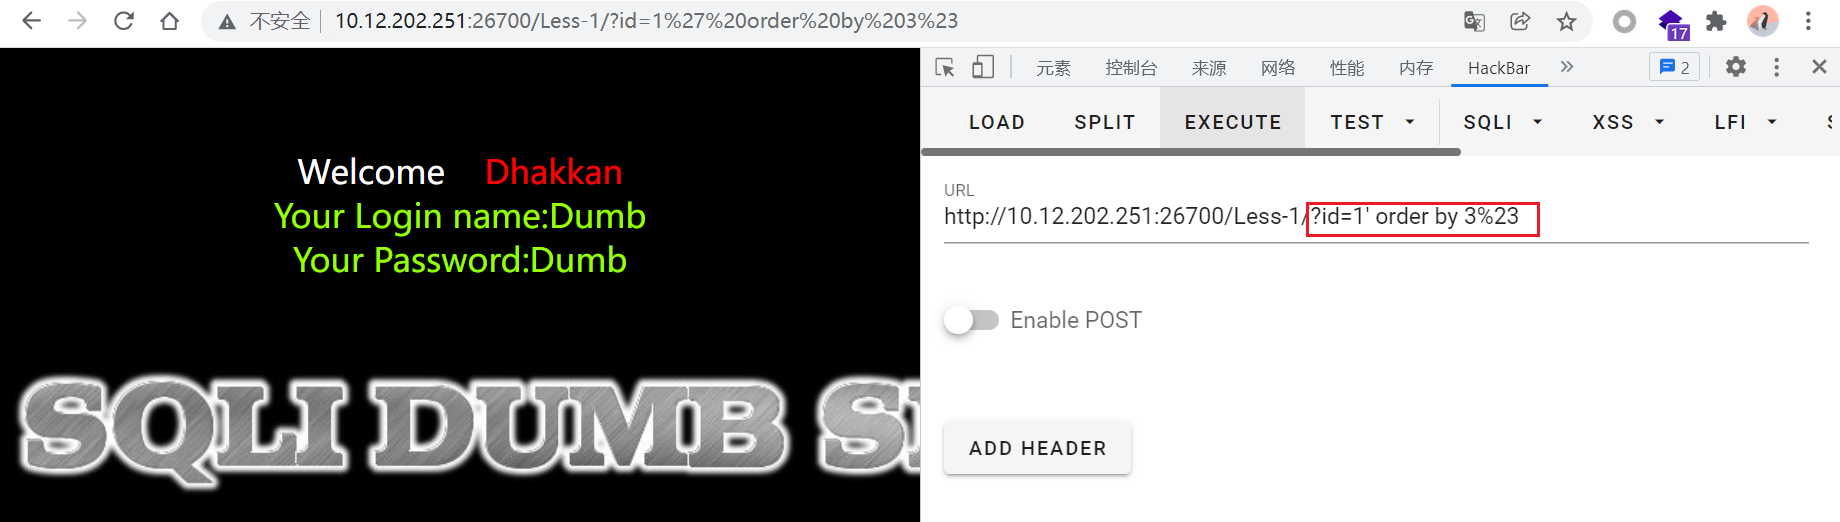 不安全 10.12.202.251:26700/Less-1/?id=1%27%20order%20by%203%23
17
元素 控制台 来源 网络 性能 内存 HackBar 2
LOAD SPLIT EXECUTE TEST SQLI XSS LFI
Welcome Dhakkan
Your Login name:Dumb
Your Password:Dumb
URL
http://10.12.202.251:26700/Less-1/?id=1' order by 3%23
Enable POST
SQLI DUMB
ADD HEADER